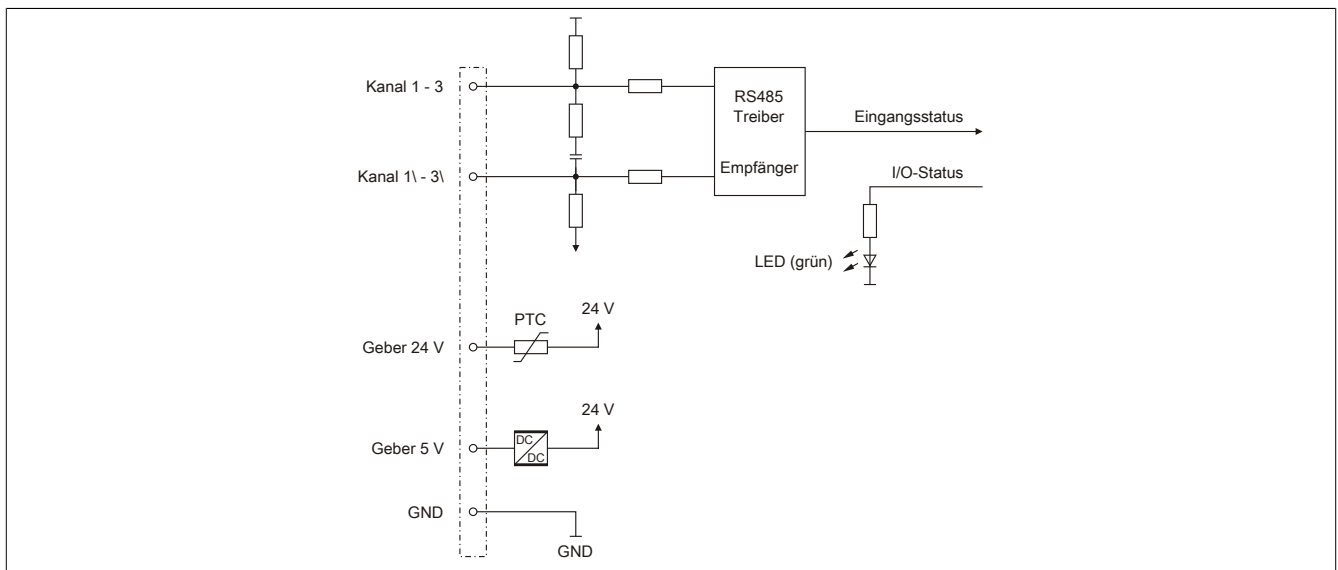 Kanal 1 - 3
RS485
Treiber
Eingangsstatus
Kanal 1\ - 3\
Empfänger
I/O-Status
LED (grün)
24 V
PTC
Geber 24 V
24 V
Geber 5 V
DC
DC
GND
GND